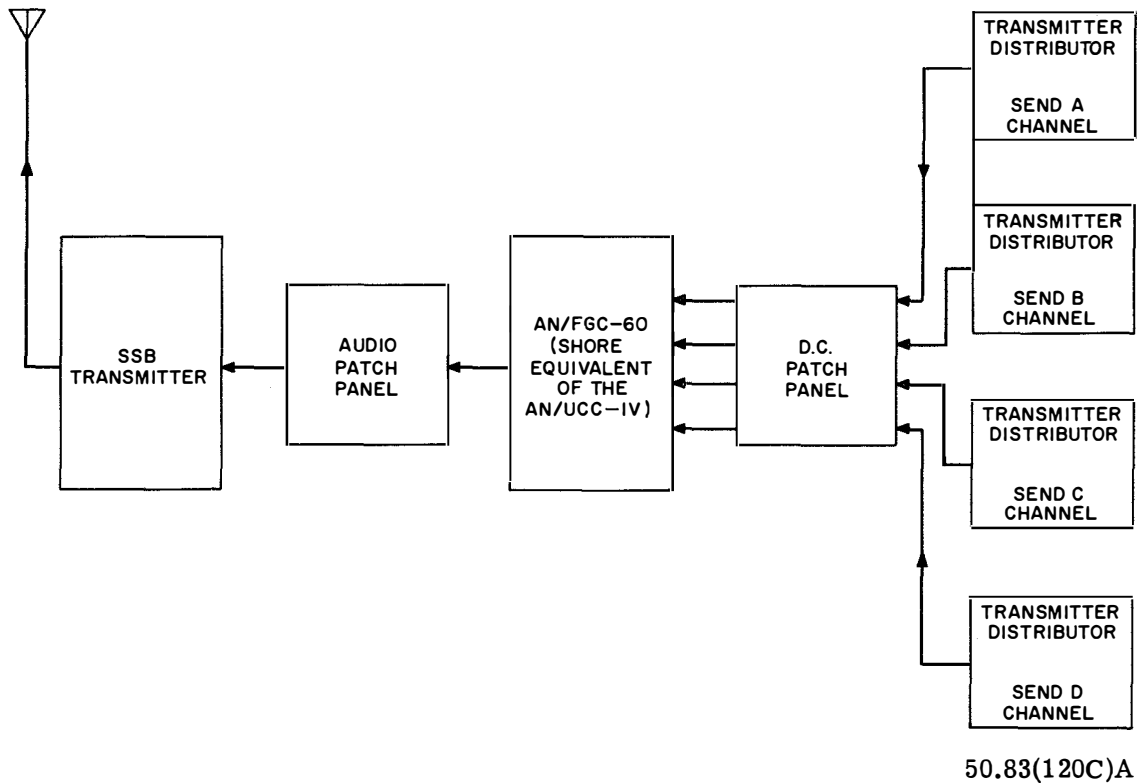 TRANSMITTER
DISTRIBUTOR
SEND A
CHANNEL
TRANSMITTER
DISTRIBUTOR
SEND B
CHANNEL
SSB
TRANSMITTER
AUDIO
PATCH
PANEL
AN/FGC-60
(SHORE
EQUIVALENT
OF THE
AN/UCC-IV)
D.C.
PATCH
PANEL
TRANSMITTER
DISTRIBUTOR
SEND C
CHANNEL
TRANSMITTER
DISTRIBUTOR
SEND D
CHANNEL
50.83(120C)A